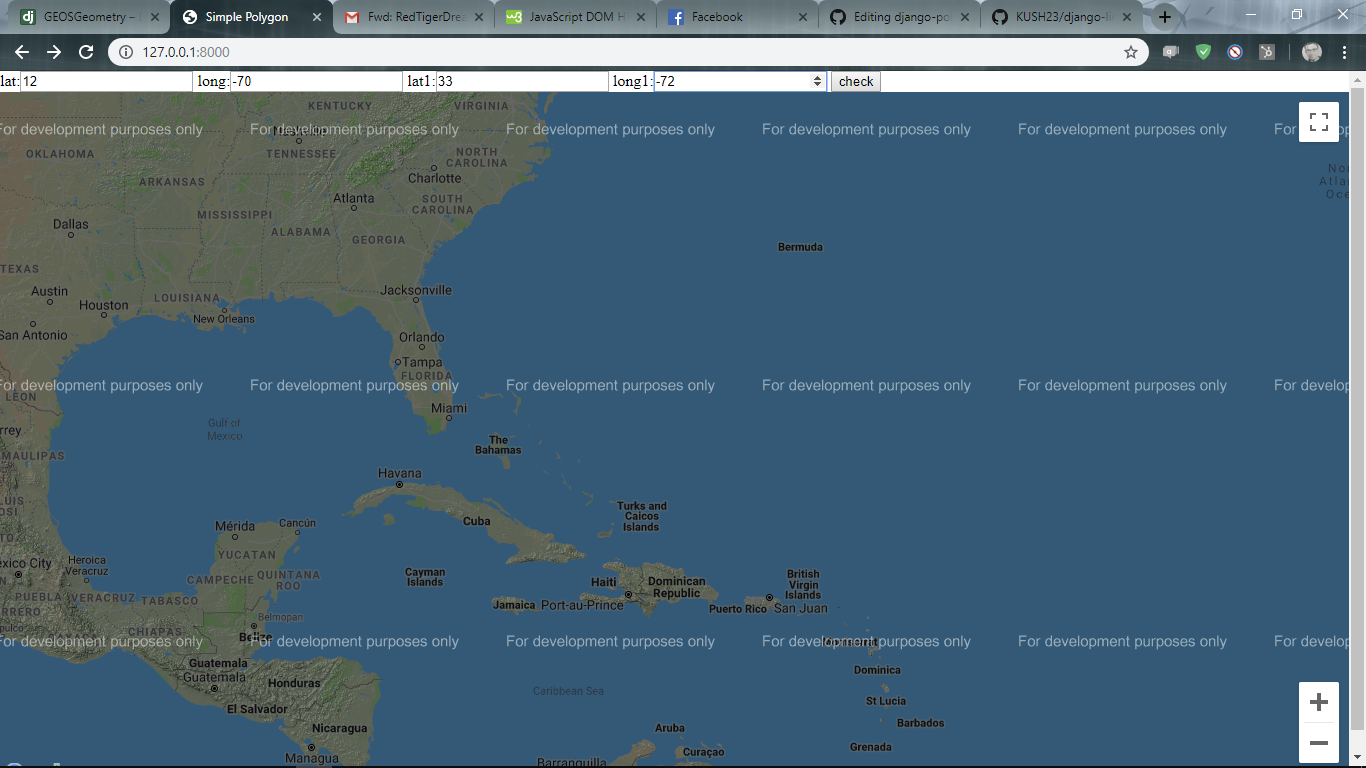 GEOSGeometry –
Simple Polygon
Fwd: RedTigerDrea
JavaScript DOM H
Facebook
Editing django-po
KUSH23/django-li
127.0.0.1:8000
lat: 12 long: -70 lat1: 33 long1: -72 check
KENTUCKY VIRGINIA
For development purposes only For development purposes only For development purposes only For development purposes only For development purposes only For
OKLAHOMA TENNESSEE NORTH CAROLINA
ARKANSAS Charlotte
Atlanta SOUTH CAROLINA
MISSISSIPPI
Dallas ALABAMA GEORGIA
Bermuda
TEXAS
Austin Houston LOUISIANA Jacksonville
San Antonio New Orleans
Orlando
Tampa
FLORIDA
For development purposes only For development purposes only For development purposes only For development purposes only For development purposes only For develop
LEON
Miami
Gulf of Mexico
rrey
The Bahamas
MAULIPAS
Havana
LUIS
OSI
Turks and Caicos Islands
Cuba
Mérida Cancún
YUCATAN
Heroica Veracruz
exico City
CAMPECHE QUINTANA ROO
Cayman Islands
Haiti Dominican Republic
British Virgin Islands
PUEBLA VERACRUZ TABASCO
Jamaica Port-au-Prince Puerto Rico San Juan
RRERO
pulco
Belmopan
CHIAPAS
Belize
For development purposes only For development purposes only For development purposes only For development purposes only For development purposes only For develop
Montserrat
Guatemala
Guatemala
Honduras
Dominica
Caribbean Sea
El Salvador
St Lucia
Nicaragua
Aruba
Barbados
Managua
Curaçao
Grenada
Barranquilla